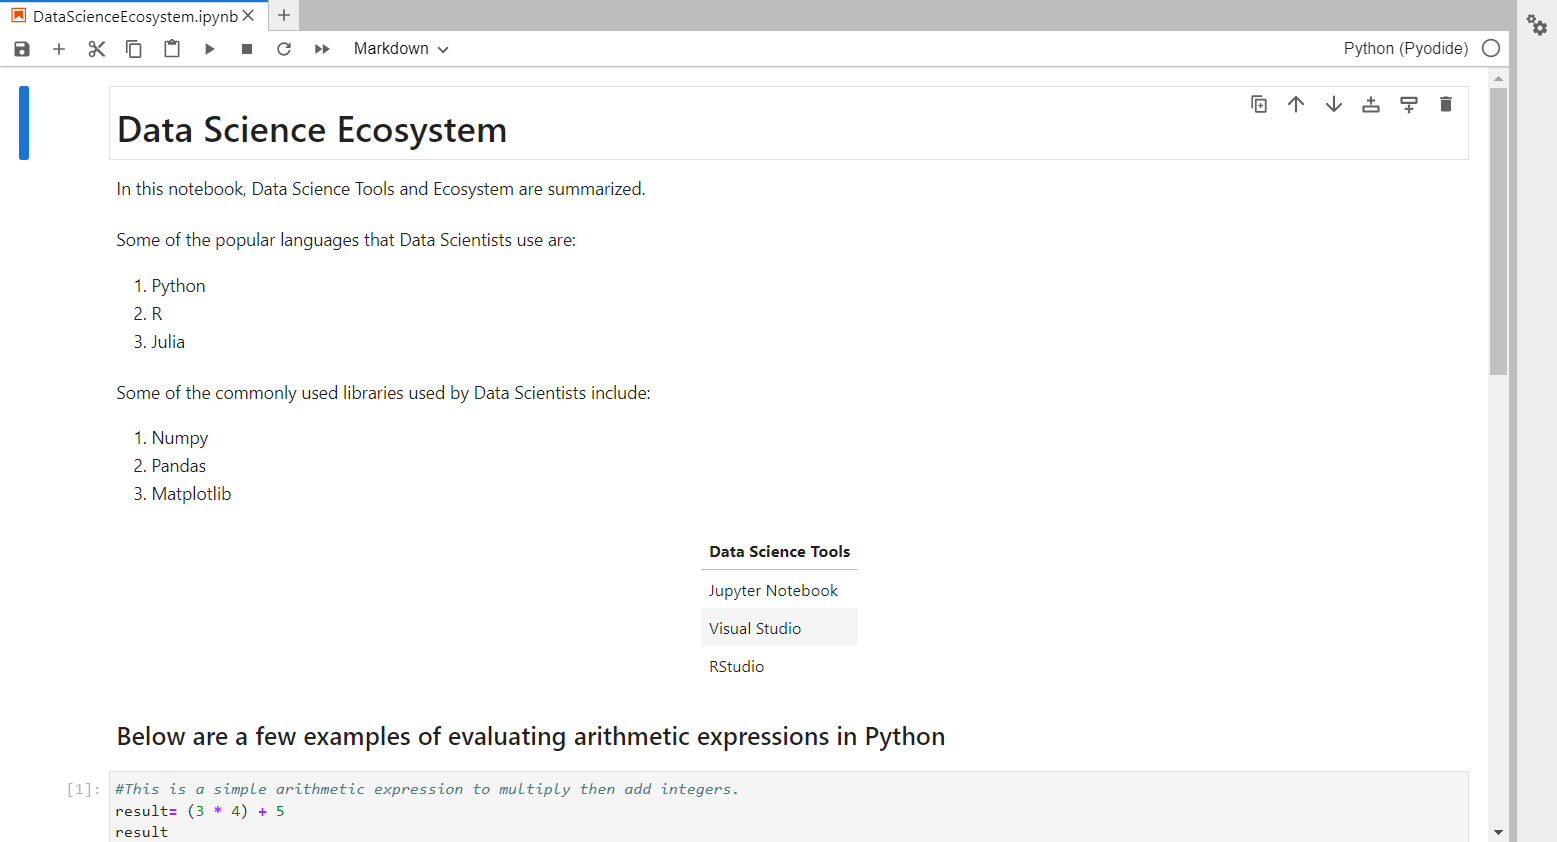 DataScienceEcosystem.ipynb
Markdown
Python (Pyodide)
Data Science Ecosystem
In this notebook, Data Science Tools and Ecosystem are summarized.
Some of the popular languages that Data Scientists use are:
1. Python
2. R
3. Julia
Some of the commonly used libraries used by Data Scientists include:
1. Numpy
2. Pandas
3. Matplotlib
Data Science Tools
Jupyter Notebook
Visual Studio
RStudio
Below are a few examples of evaluating arithmetic expressions in Python
[1]: #This is a simple arithmetic expression to multiply then add integers.
result= (3 * 4) + 5
result